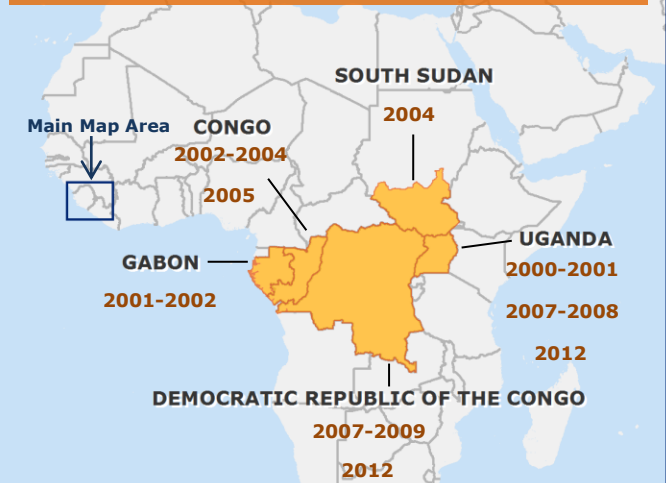 SOUTH SUDAN
2004
Main Map Area
CONGO
2002-2004
2005
UGANDA
2000-2001
2007-2008
2012
GABON
2001-2002
DEMOCRATIC REPUBLIC OF THE CONGO
2007-2009
2012